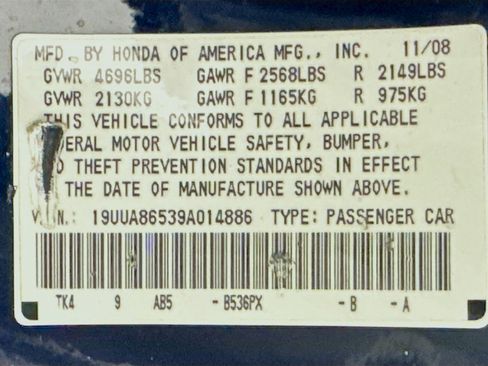 MFD. BY HONDA OF AMERICA MFG., INC. 11/08
GVWR 4696LBS GAWR F 2568LBS R 2149LBS
GVWR 2130KG GAWR F 1165KG R 975KG
THIS VEHICLE CONFORMS TO ALL APPLICABLE
ERAL MOTOR VEHICLE SAFETY, BUMPER,
THEFT PREVENTION STANDARDS IN EFFECT
THE DATE OF MANUFACTURE SHOWN ABOVE.
V N.: 19UUA86539A014886 TYPE: PASSENGER CAR
TK4 9 AB5 - B536PX - B - A